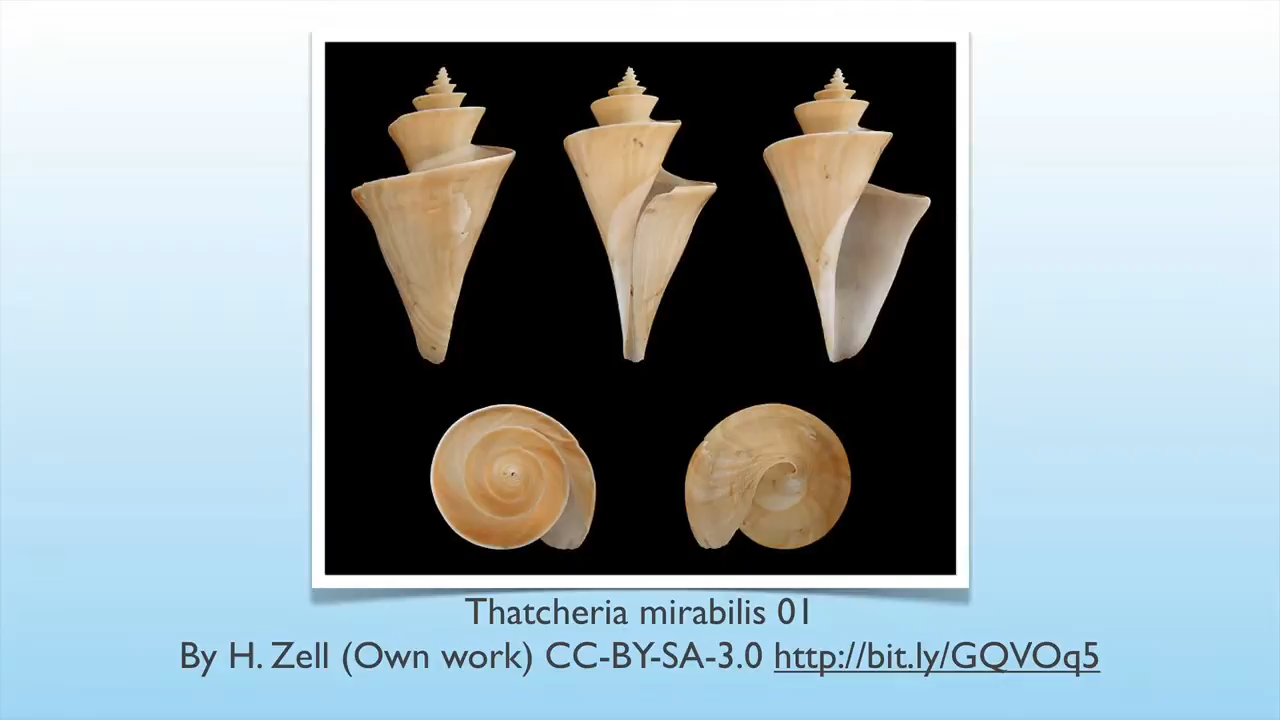 Thatcheria mirabilis 01
By H. Zell (Own work) CC-BY-SA-3.0 http://bit.ly/GQVOq5